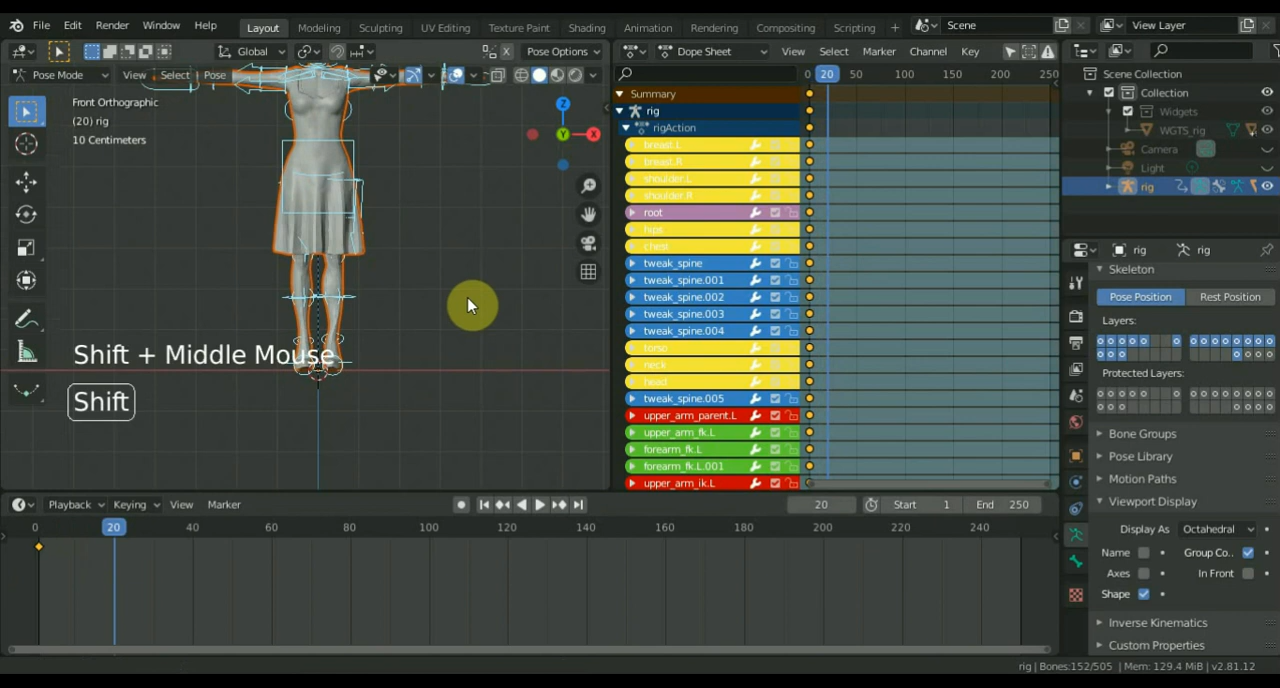 File Edit Render Window Help Layout Modeling Sculpting UV Editing Texture Paint Shading Animation Rendering Compositing Scripting Scene View Layer
Global Pose Options Dope Sheet View Select Marker Channel Key
Pose Mode View Select Pose
0 20 50 100 150 200 250
Scene Collection
Collection
Widgets
WGTS_rig
Camera
Light
rig
Front Orthographic
(20) rig
10 Centimeters
Summary
rig
rigAction
breast.L
breast.R
shoulder.L
shoulder.R
root
hips
chest
tweak_spine
tweak_spine.001
tweak_spine.002
tweak_spine.003
tweak_spine.004
torso
neck
head
tweak_spine.005
upper_arm_parent.L
upper_arm_fk.L
forearm_fk.L
forearm_fk.L.001
upper_arm_ik.L
Shift + Middle Mouse
Shift
rig rig
Skeleton
Pose Position Rest Position
Layers:
Protected Layers:
Bone Groups
Pose Library
Motion Paths
Viewport Display
Display As Octahedral
Name Group Co..
Axes In Front
Shape
Inverse Kinematics
Custom Properties
Playback Keying View Marker 20 Start 1 End 250
0 20 40 60 80 100 120 140 160 180 200 220 240
rig | Bones:152/505 | Mem: 129.4 MiB | v2.81.12